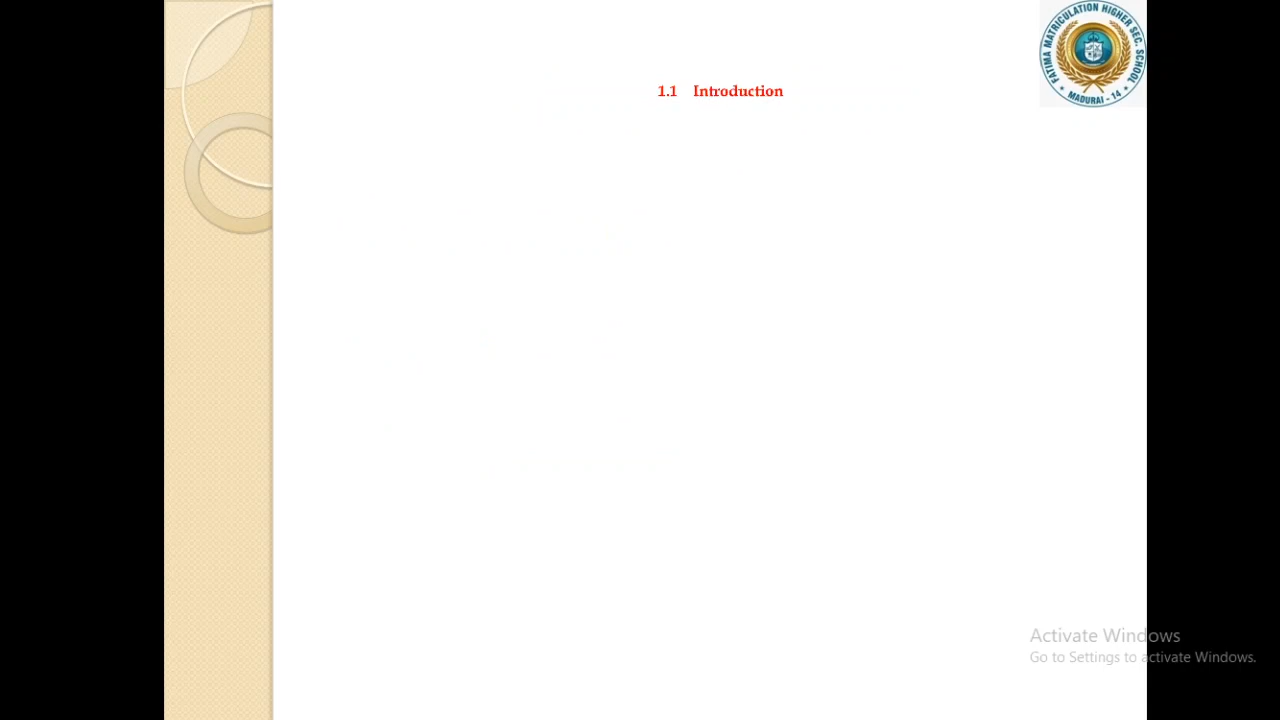 FATIMA MATRICULATION HIGHER SEC. SCHOOL
MADURAI - 14
1.1 Introduction
Activate Windows
Go to Settings to activate Windows.